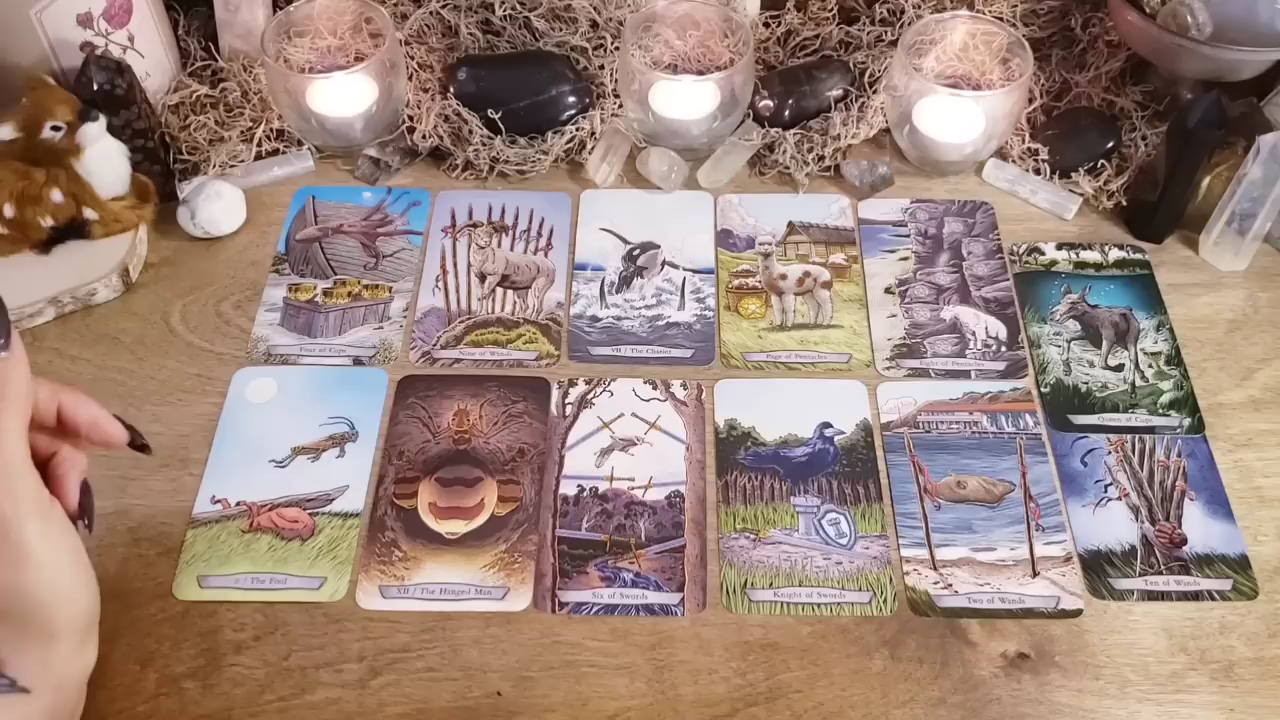 Four of Cups
Nine of Wands
VII / The Chariot
Page of Pentacles
Eight of Pentacles
Queen of Cups
0 / The Fool
XII / The Hanged Man
Six of Swords
Knight of Swords
Two of Wands
Ten of Wands